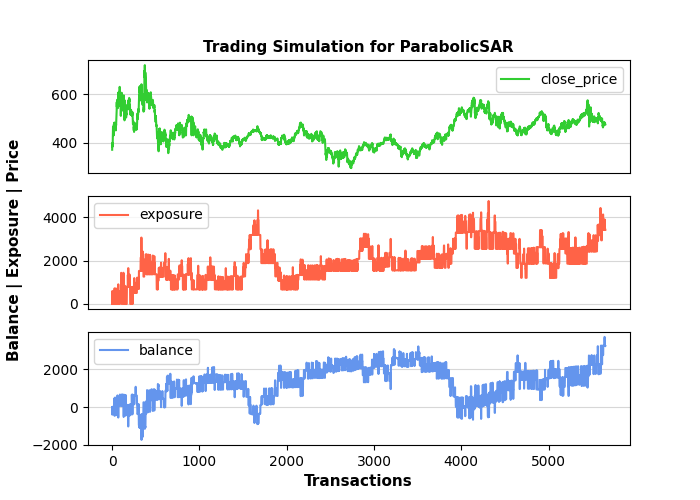 Trading Simulation for ParabolicSAR
close_price
600
400
exposure
4000
2000
0
balance
2000
0
−2000
0 1000 2000 3000 4000 5000
Transactions
Balance | Exposure | Price